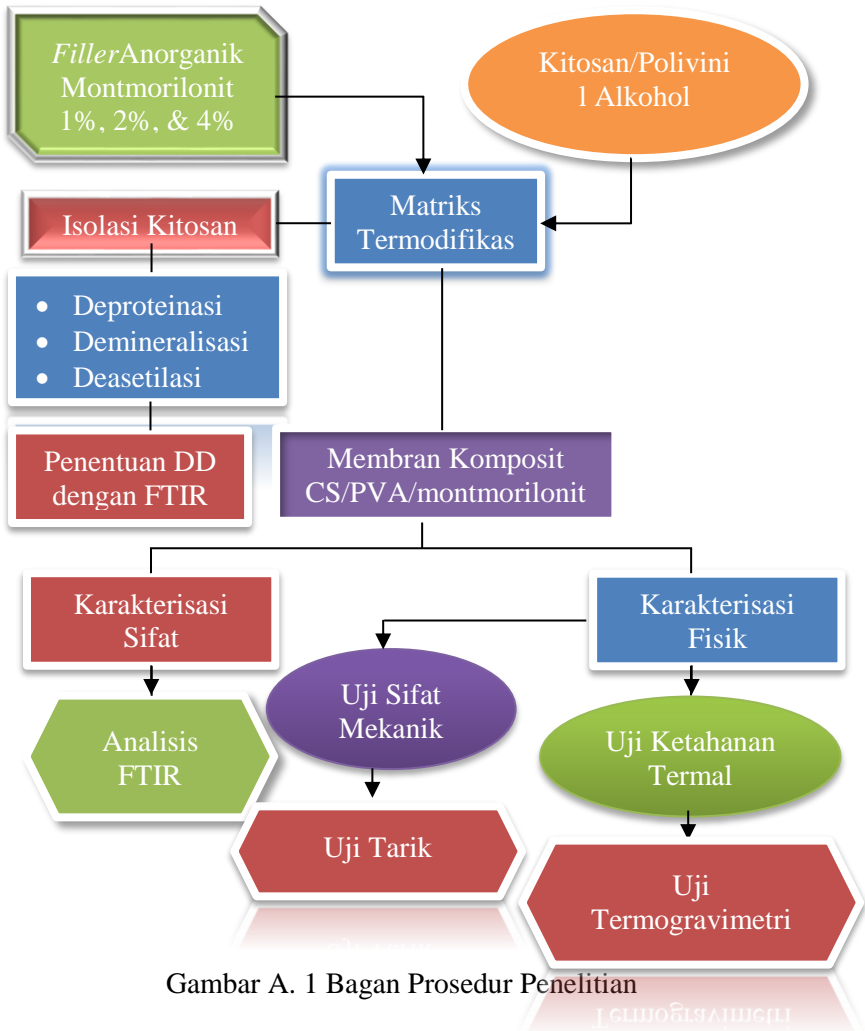 FillerAnorganik
Montmorilonit
1%, 2%, & 4%
Kitosan/Polivini
l Alkohol
Matriks
Termodifikas
Isolasi Kitosan
• Deproteinasi
• Demineralisasi
• Deasetilasi
Penentuan DD
dengan FTIR
Membran Komposit
CS/PVA/montmorilonit
Karakterisasi
Sifat
Karakterisasi
Fisik
Uji Sifat
Mekanik
Analisis
FTIR
Uji Ketahanan
Termal
Uji Tarik
Uji
Termogravimetri
Gambar A. 1 Bagan Prosedur Penelitian